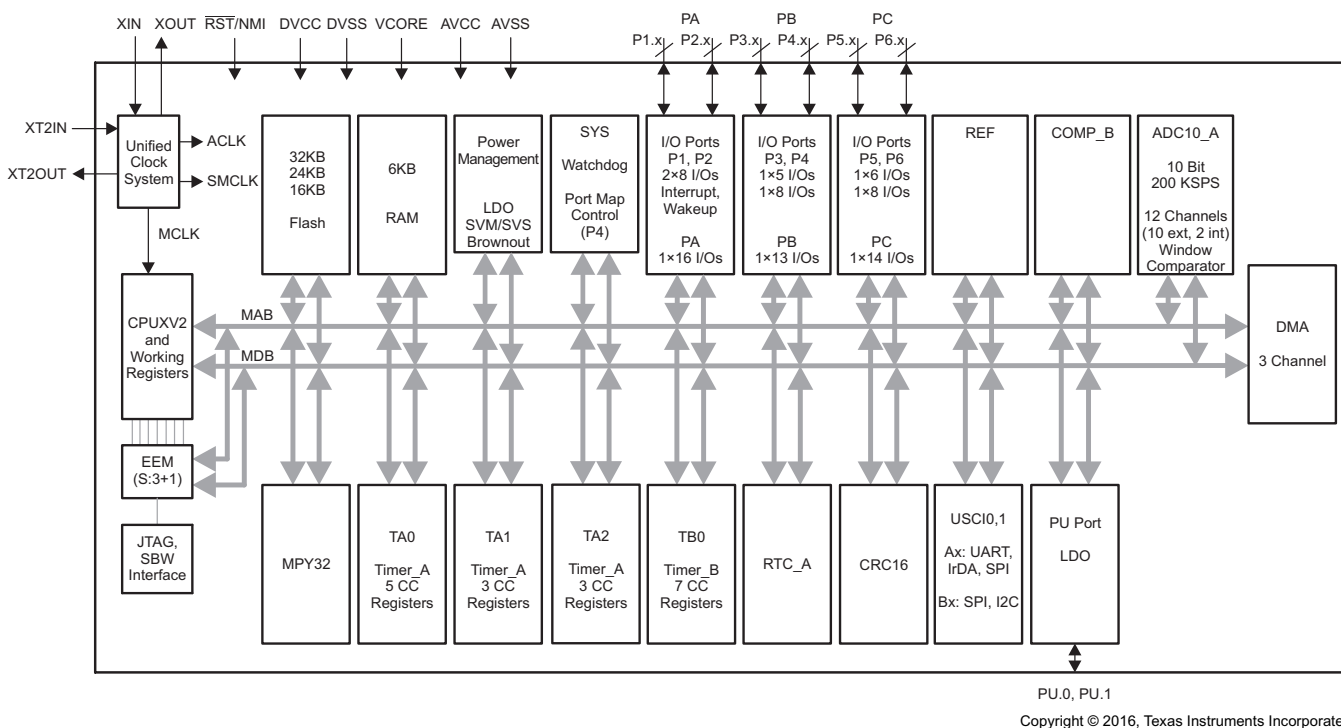 XIN
XOUT
RST/NMI
DVCC
DVSS
VCORE
AVCC
AVSS
PA
PB
PC
P1.x
P2.x
P3.x
P4.x
P5.x
P6.x
XT2IN
XT2OUT
Unified
Clock
System
ACLK
SMCLK
MCLK
32KB
24KB
16KB
Flash
6KB
RAM
Power
Management
LDO
SVM/SVS
Brownout
SYS
Watchdog
Port Map
Control
(P4)
I/O Ports
P1, P2
2×8 I/Os
Interrupt,
Wakeup
PA
1×16 I/Os
I/O Ports
P3, P4
1×5 I/Os
1×8 I/Os
PB
1×13 I/Os
I/O Ports
P5, P6
1×6 I/Os
1×8 I/Os
PC
1×14 I/Os
REF
COMP_B
ADC10_A
10 Bit
200 KSPS
12 Channels
(10 ext, 2 int)
Window
Comparator
CPUXV2
and
Working
Registers
MAB
MDB
DMA
3 Channel
EEM
(S:3+1)
JTAG,
SBW
Interface
MPY32
TA0
Timer_A
5 CC
Registers
TA1
Timer_A
3 CC
Registers
TA2
Timer_A
3 CC
Registers
TB0
Timer_B
7 CC
Registers
RTC_A
CRC16
USCI0,1
Ax: UART,
IrDA, SPI
Bx: SPI, I2C
PU Port
LDO
PU.0, PU.1
Copyright © 2016, Texas Instruments Incorporate